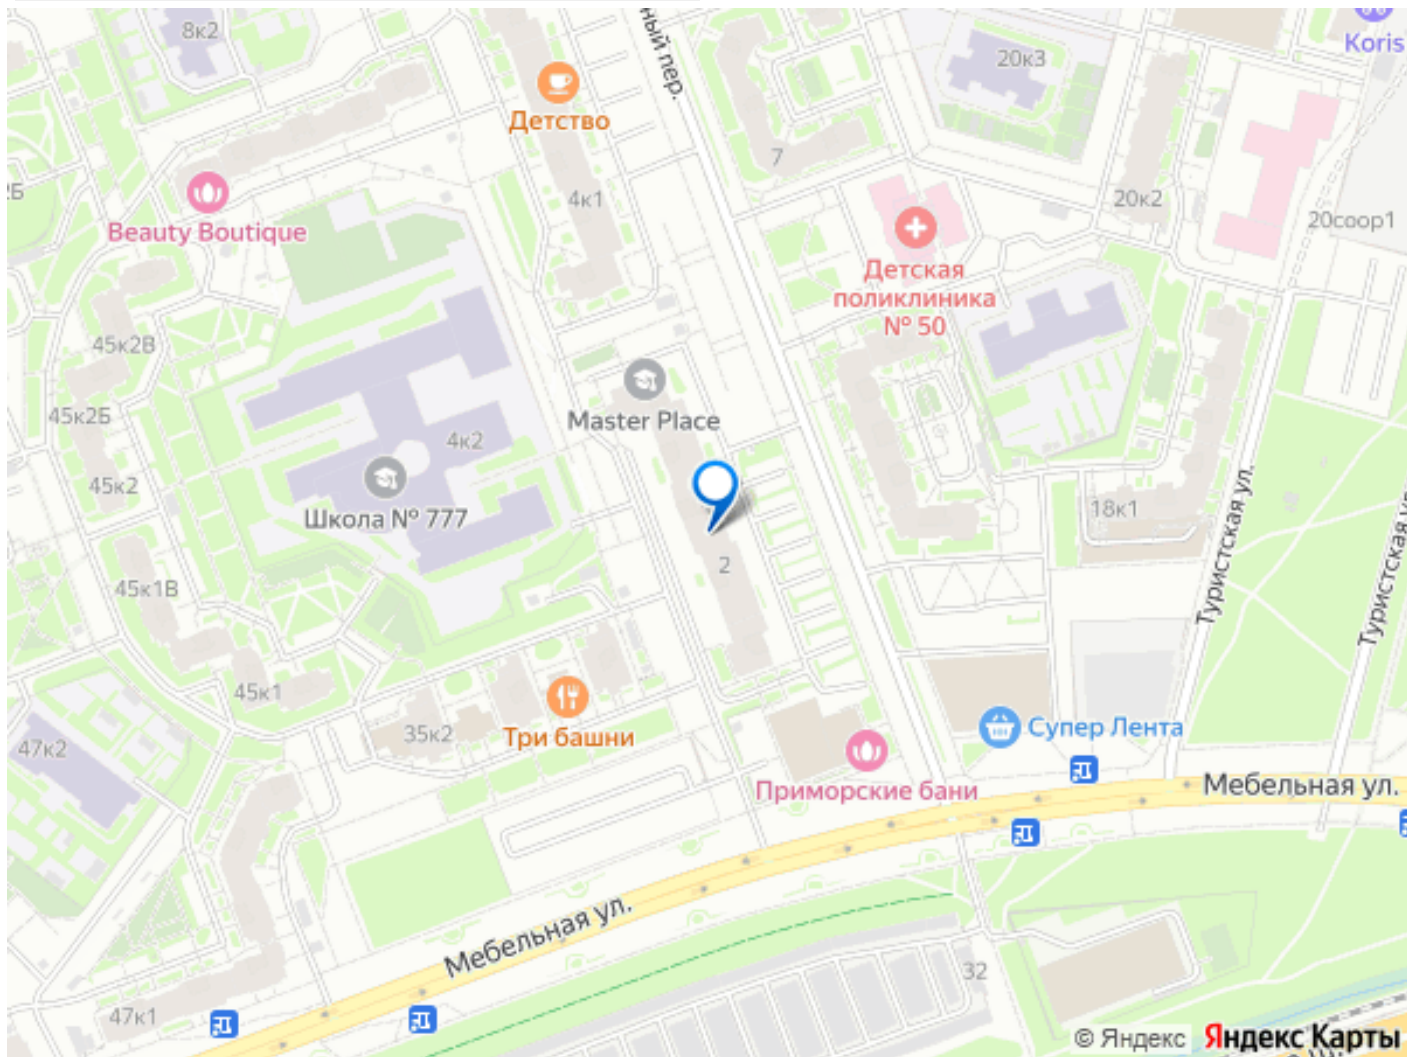 8к2
ный пер.
20к3
Koris
Детство
7
2Б
4к1
20к2
20соор1
Beauty Boutique
Детская
поликлиника
№ 50
45к2В
45к2Б
Master Place
4к2
45к2
Школа № 777
18к1
Туристская ул.
Туристская ул.
2
45к1В
45к1
35к2
Три башни
47к2
Супер Лента
Приморские бани
Мебельная ул.
Мебельная ул.
32
47к1
© Яндекс Яндекс Карты